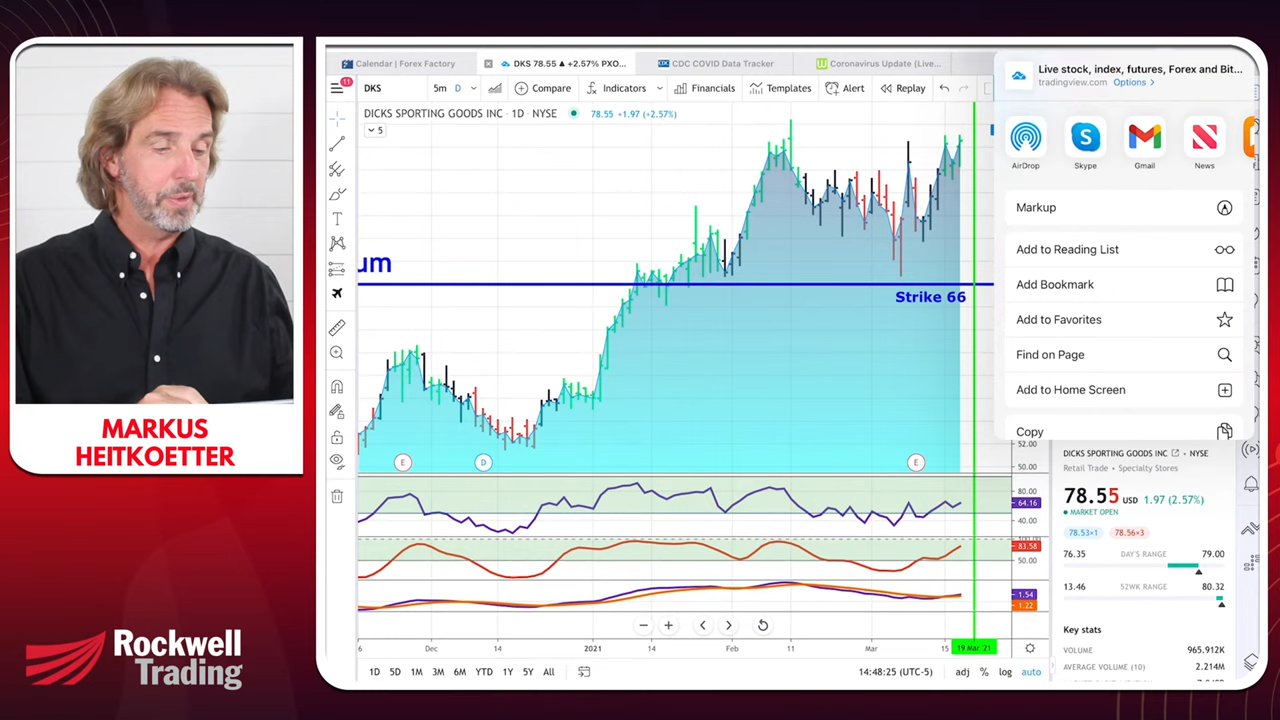 MARKUS
HEITKOETTER
Rockwell
Trading
Calendar | Forex Factory
DKS 78.55 ▲ +2.57% PXO...
CDC COVID Data Tracker
Coronavirus Update (Live...
11
DKS
5m
D
Compare
Indicators
Financials
Templates
Alert
Replay
DICKS SPORTING GOODS INC · 1D · NYSE
78.55 +1.97 (+2.57%)
5
um
Strike 66
E
D
E
52.00
50.00
80.00
64.16
40.00
100.00
83.58
50.00
1.54
1.22
6
Dec
14
2021
14
Feb
11
Mar
15
19 Mar '21
1D
5D
1M
3M
6M
YTD
1Y
5Y
All
14:48:25 (UTC-5)
adj
%
log
auto
Live stock, index, futures, Forex and Bit...
tradingview.com Options >
AirDrop
Skype
Gmail
News
Markup
Add to Reading List
Add Bookmark
Add to Favorites
Find on Page
Add to Home Screen
Copy
DICKS SPORTING GOODS INC • NYSE
Retail Trade • Specialty Stores
78.55 USD 1.97 (2.57%)
MARKET OPEN
78.53×1
78.56×3
76.35 DAY'S RANGE 79.00
13.46 52WK RANGE 80.32
Key stats
VOLUME 965.912K
AVERAGE VOLUME (10) 2.214M